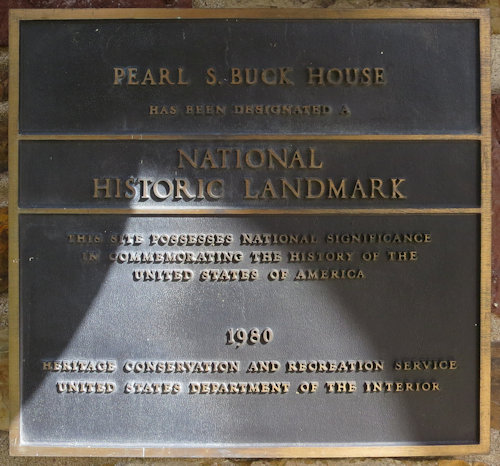 PEARL S. BUCK HOUSE
HAS BEEN DESIGNATED A
NATIONAL
HISTORIC LANDMARK
THIS SITE POSSESSES NATIONAL SIGNIFICANCE
IN COMMEMORATING THE HISTORY OF THE
UNITED STATES OF AMERICA
1980
HERITAGE CONSERVATION AND RECREATION SERVICE
UNITED STATES DEPARTMENT OF THE INTERIOR